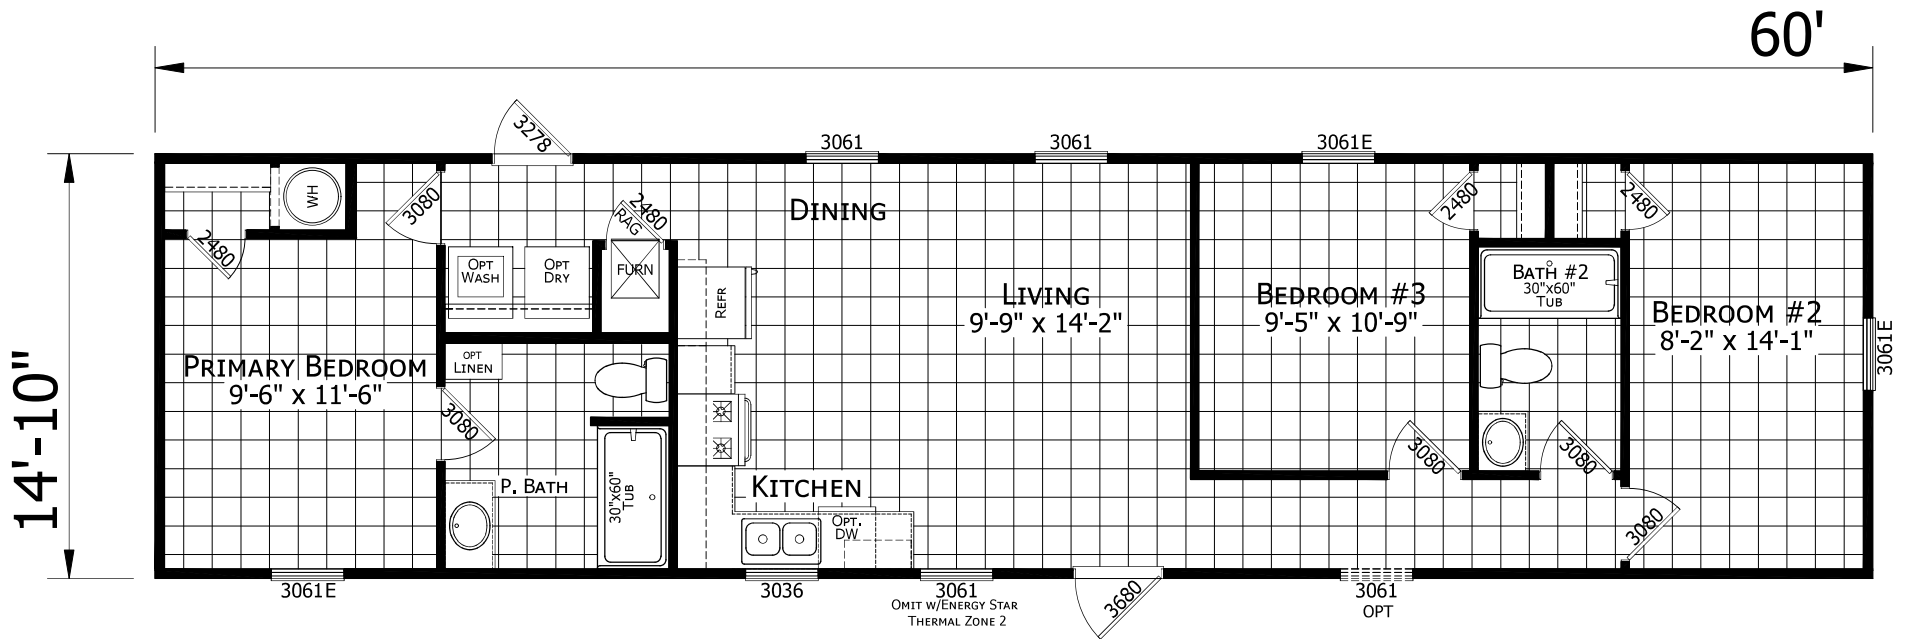 60'
14'-10"
3278
3061
3061
3061E
WH
3080
2480
2480
RAG
DINING
2480
2480
OPT
WASH
OPT
DRY
FURN
REFR
LIVING
9'-9" x 14'-2"
BEDROOM #3
9'-5" x 10'-9"
BATH #2
30"x60"
TUB
BEDROOM #2
8'-2" x 14'-1"
3061E
PRIMARY BEDROOM
9'-6" x 11'-6"
OPT
LINEN
3080
3080
3080
P. BATH
30"x60"
TUB
KITCHEN
OPT.
DW
3080
3061E
3036
3061
OMIT W/ENERGY STAR
THERMAL ZONE 2
3680
3061
OPT